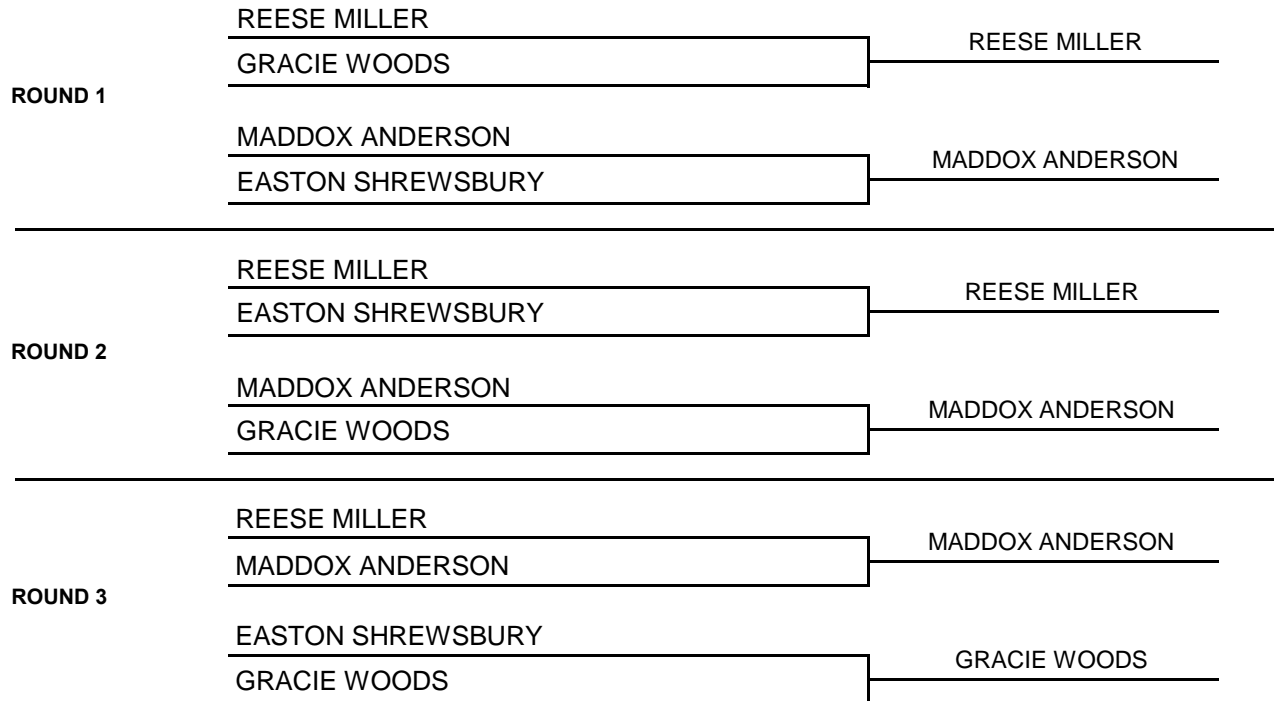 REESE MILLER
REESE MILLER
GRACIE WOODS
ROUND 1
MADDOX ANDERSON
MADDOX ANDERSON
EASTON SHREWSBURY
REESE MILLER
REESE MILLER
EASTON SHREWSBURY
ROUND 2
MADDOX ANDERSON
MADDOX ANDERSON
GRACIE WOODS
REESE MILLER
MADDOX ANDERSON
MADDOX ANDERSON
ROUND 3
EASTON SHREWSBURY
GRACIE WOODS
GRACIE WOODS